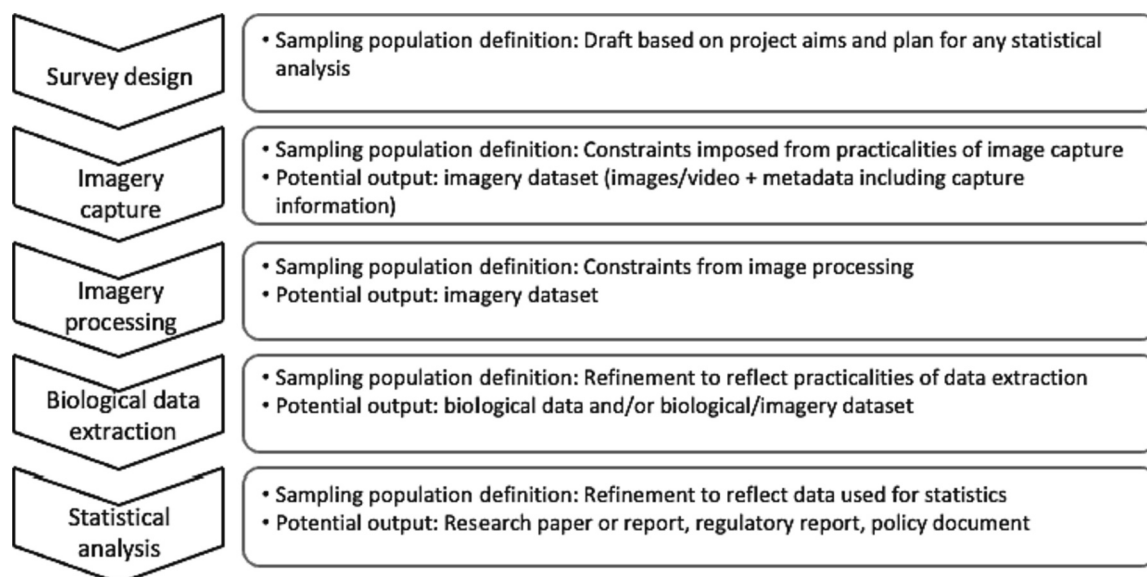 Survey design
• Sampling population definition: Draft based on project aims and plan for any statistical
analysis
Imagery
capture
• Sampling population definition: Constraints imposed from practicalities of image capture
• Potential output: imagery dataset (images/video + metadata including capture
information)
Imagery
processing
• Sampling population definition: Constraints from image processing
• Potential output: imagery dataset
Biological data
extraction
• Sampling population definition: Refinement to reflect practicalities of data extraction
• Potential output: biological data and/or biological/imagery dataset
Statistical
analysis
• Sampling population definition: Refinement to reflect data used for statistics
• Potential output: Research paper or report, regulatory report, policy document